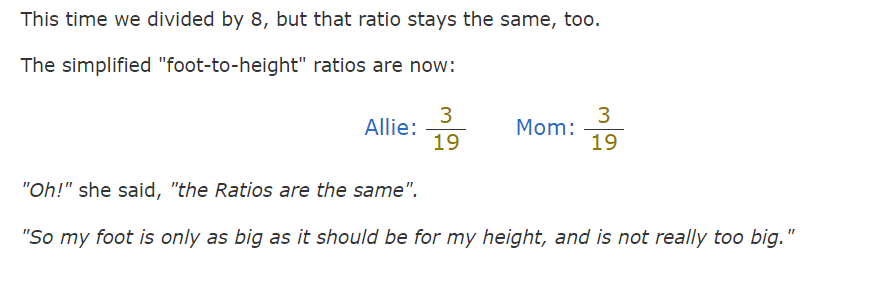 This time we divided by 8, but that ratio stays the same, too.
The simplified "foot-to-height" ratios are now:
Allie: 3/19 Mom: 3/19
"Oh!" she said, "the Ratios are the same".
"So my foot is only as big as it should be for my height, and is not really too big."